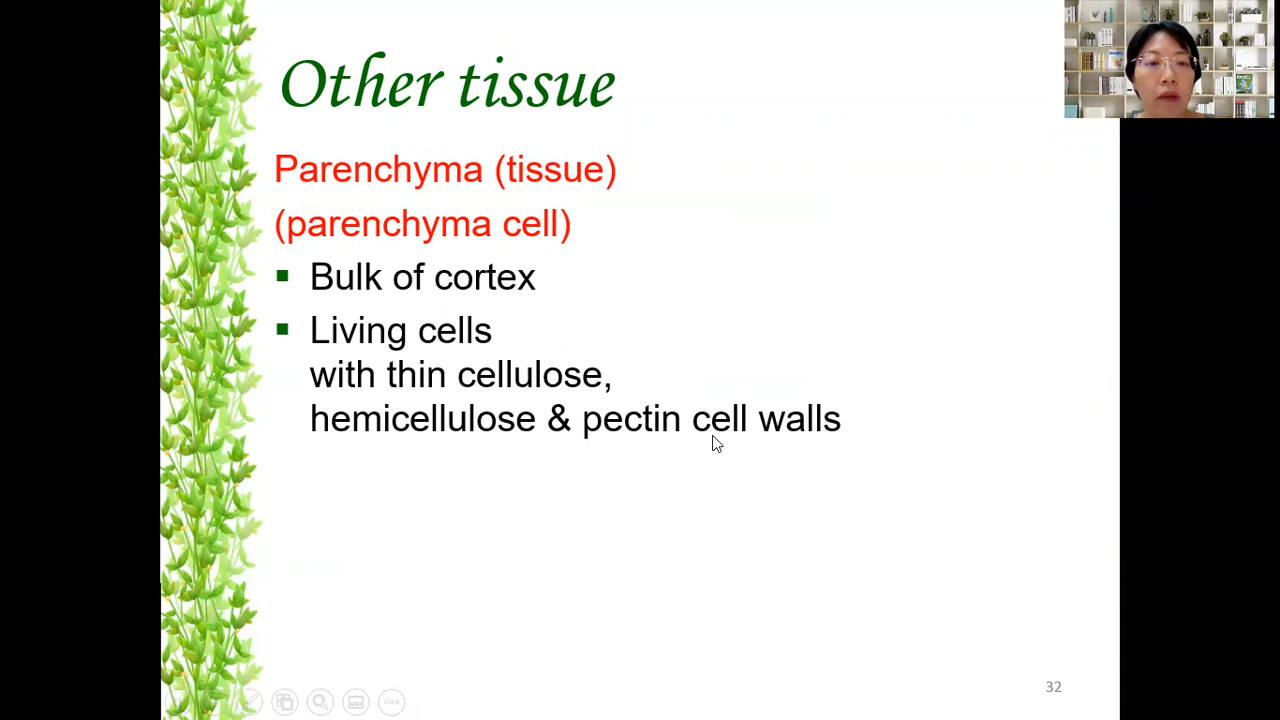 Other tissue
Parenchyma (tissue)
(parenchyma cell)
Bulk of cortex
Living cells
with thin cellulose,
hemicellulose & pectin cell walls
32